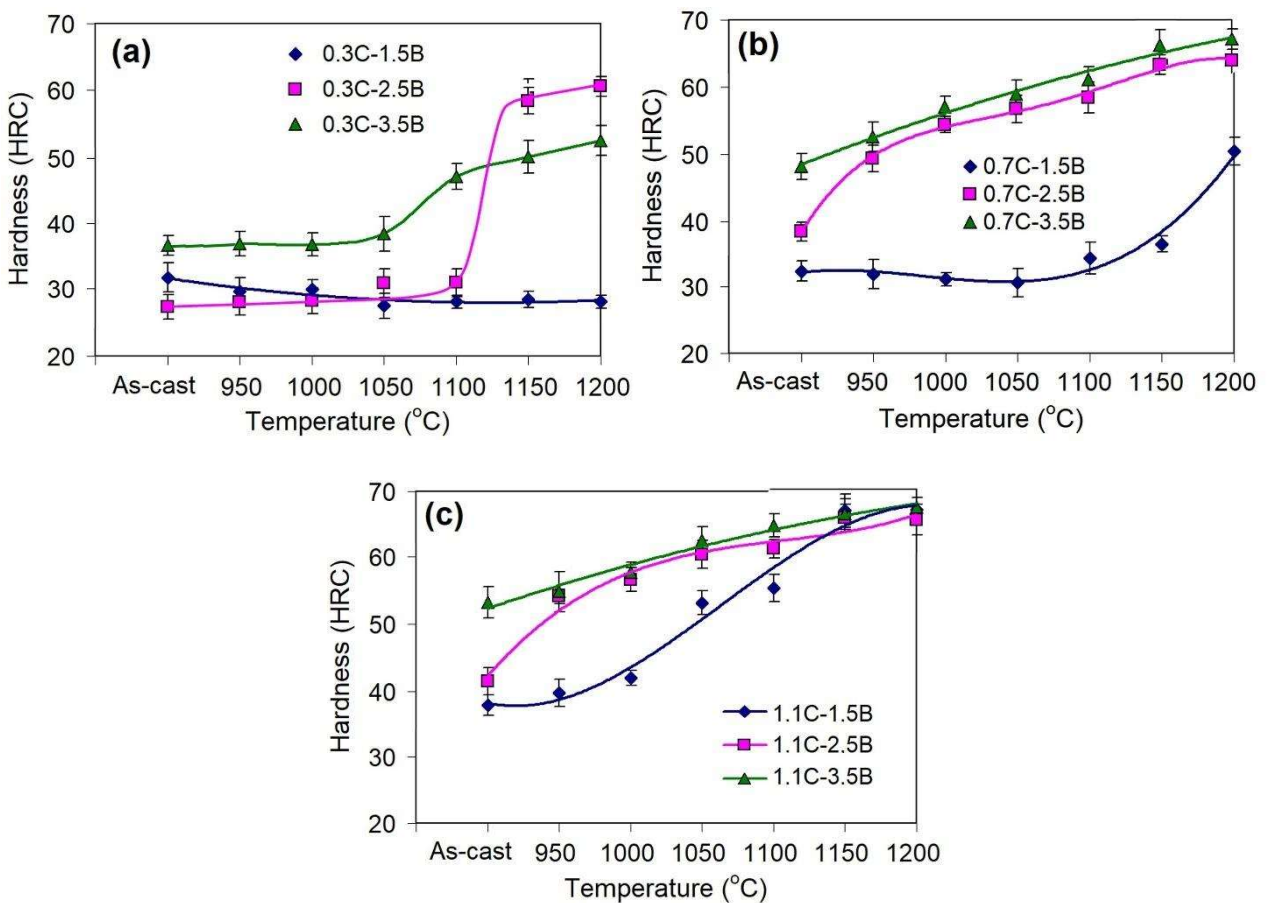 (a)
0.3C-1.5B
0.3C-2.5B
0.3C-3.5B
Hardness (HRC)
70
60
50
40
30
20
As-cast 950 1000 1050 1100 1150 1200
Temperature (°C)
(b)
0.7C-1.5B
0.7C-2.5B
0.7C-3.5B
Hardness (HRC)
70
60
50
40
30
20
As-cast 950 1000 1050 1100 1150 1200
Temperature (°C)
(c)
1.1C-1.5B
1.1C-2.5B
1.1C-3.5B
Hardness (HRC)
70
60
50
40
30
20
As-cast 950 1000 1050 1100 1150 1200
Temperature (°C)